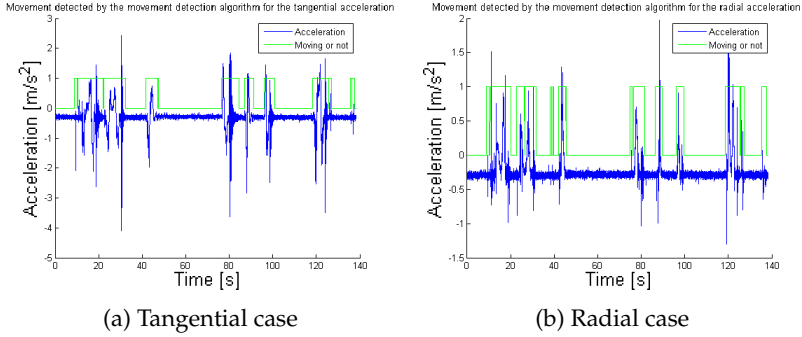 Movement detected by the movement detection algorithm for the tangential acceleration
Acceleration
Moving or not
Acceleration [m/s²]
3
2
1
0
-1
-2
-3
-4
-5
0 20 40 60 80 100 120 140
Time [s]
(a) Tangential case
Movement detected by the movement detection algorithm for the radial acceleration
Acceleration
Moving or not
Acceleration [m/s²]
2
1.5
1
0.5
0
-0.5
-1
-1.5
0 20 40 60 80 100 120 140
Time [s]
(b) Radial case